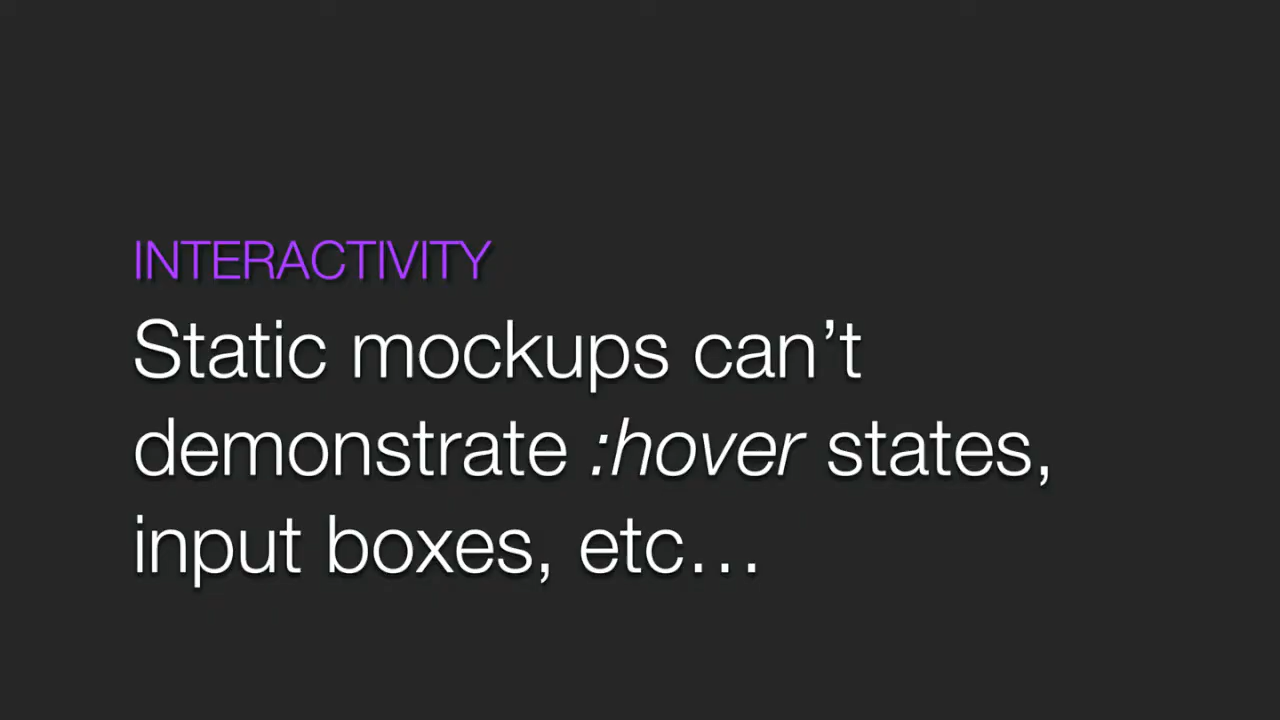 INTERACTIVITY
Static mockups can’t
demonstrate :hover states,
input boxes, etc…